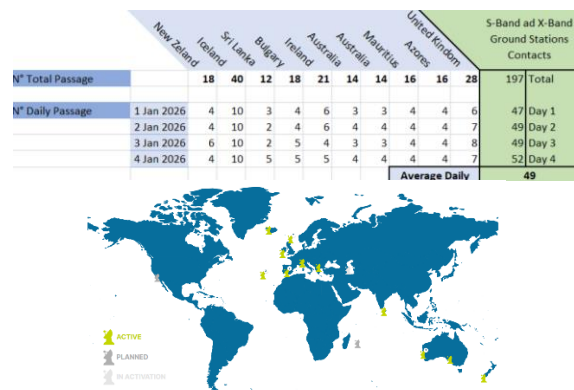 New Zeland Iceland Sri Lanka Bulgary Ireland Australia Australia Mauritius Azores United Kindom
S-Band ad X-Band
Ground Stations
Contacts
N° Total Passage 18 40 12 18 21 14 14 16 16 28 197 Total
N° Daily Passage 1 Jan 2026 4 10 3 4 6 3 3 4 4 6 47 Day 1
2 Jan 2026 4 10 2 4 6 4 4 4 4 7 49 Day 2
3 Jan 2026 6 10 2 5 4 3 3 4 4 8 49 Day 3
4 Jan 2026 4 10 5 5 5 4 4 4 4 7 52 Day 4
Average Daily 49
ACTIVE
PLANNED
IN ACTIVATION